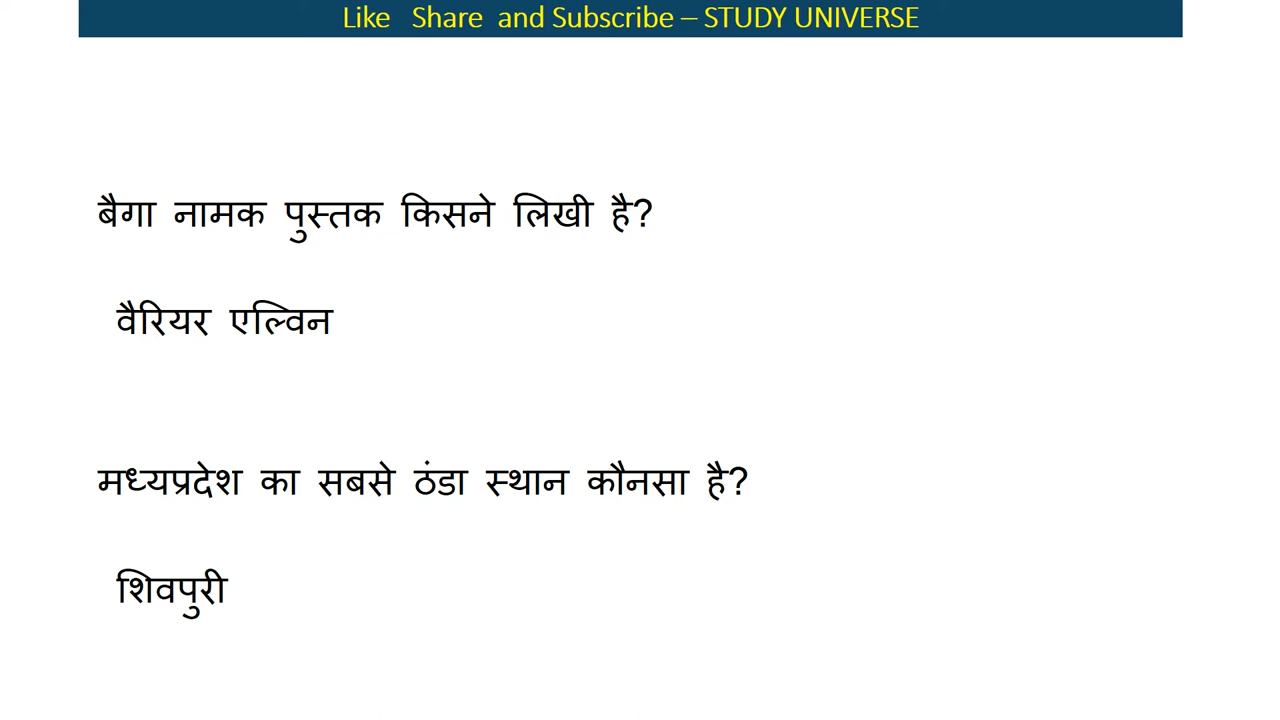 Like Share and Subscribe – STUDY UNIVERSE
बैगा नामक पुस्तक किसने लिखी है?
वैरियर एल्विन
मध्यप्रदेश का सबसे ठंडा स्थान कौनसा है?
शिवपुरी